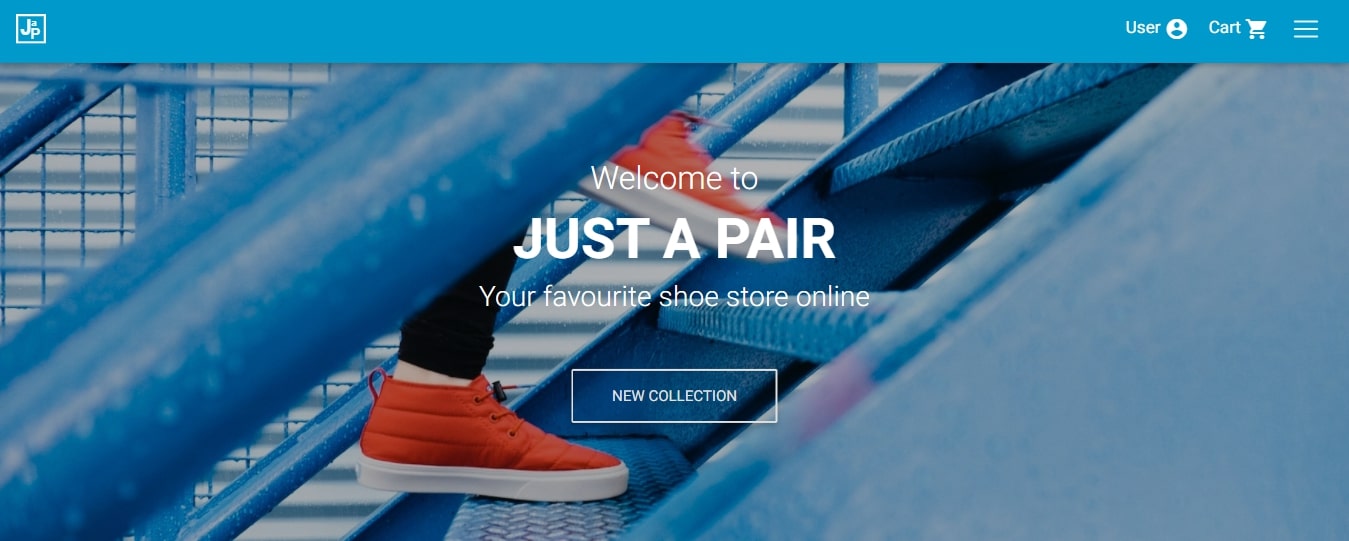 JaP
User
Cart
Welcome to
JUST A PAIR
Your favourite shoe store online
NEW COLLECTION